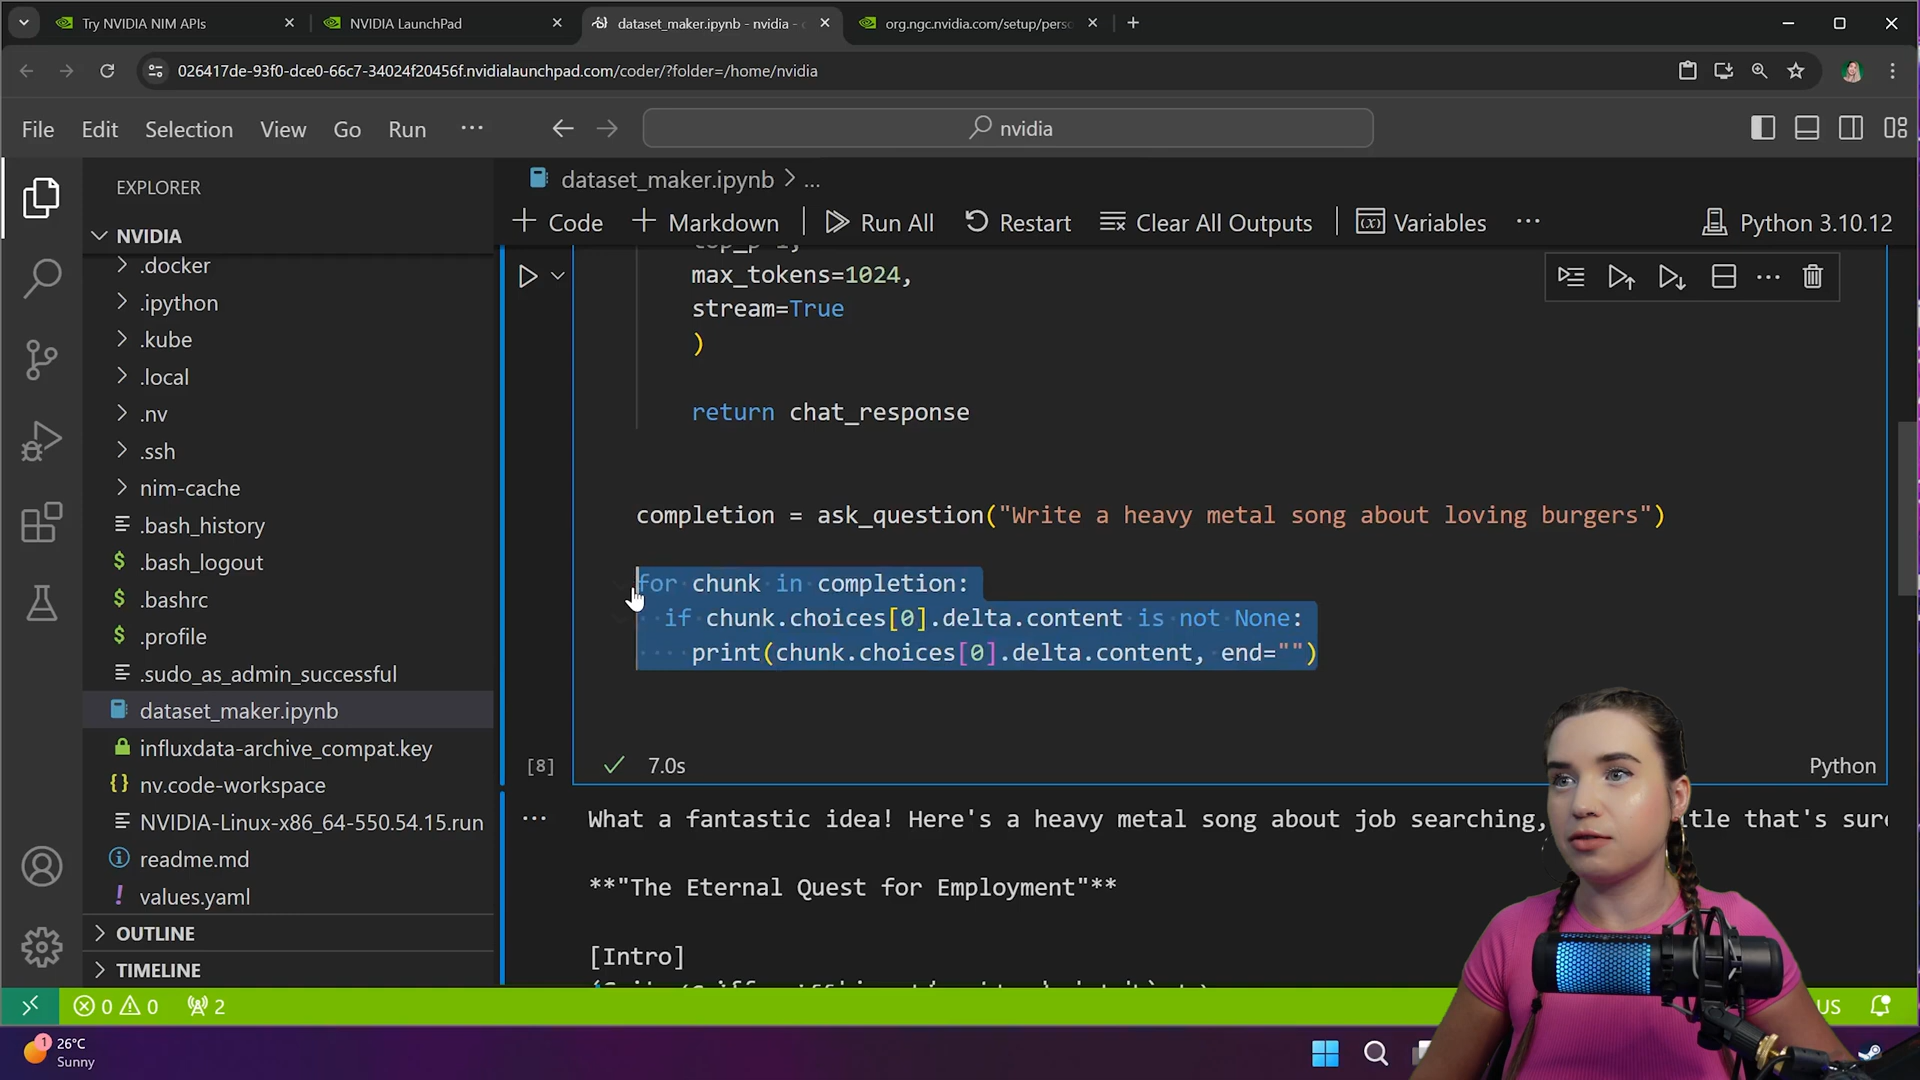 Try NVIDIA NIM APIs
NVIDIA LaunchPad
dataset_maker.ipynb - nvidia -
org.ngc.nvidia.com/setup/perso
026417de-93f0-dce0-66c7-34024f20456f.nvidialaunchpad.com/coder/?folder=/home/nvidia
File Edit Selection View Go Run ...
nvidia
EXPLORER
NVIDIA
.docker
.ipython
.kube
.local
.nv
.ssh
nim-cache
.bash_history
.bash_logout
.bashrc
.profile
.sudo_as_admin_successful
dataset_maker.ipynb
influxdata-archive_compat.key
nv.code-workspace
NVIDIA-Linux-x86_64-550.54.15.run
readme.md
values.yaml
OUTLINE
TIMELINE
dataset_maker.ipynb > ...
+ Code + Markdown Run All Restart Clear All Outputs Variables ... Python 3.10.12
max_tokens=1024,
stream=True
)
return chat_response
completion = ask_question("Write a heavy metal song about loving burgers")
for chunk in completion:
if chunk.choices[0].delta.content is not None:
print(chunk.choices[0].delta.content, end="")
[8] 7.0s Python
What a fantastic idea! Here's a heavy metal song about job searching, that's
**"The Eternal Quest for Employment"**
[Intro]
0 0 2
US
1
26°C
Sunny